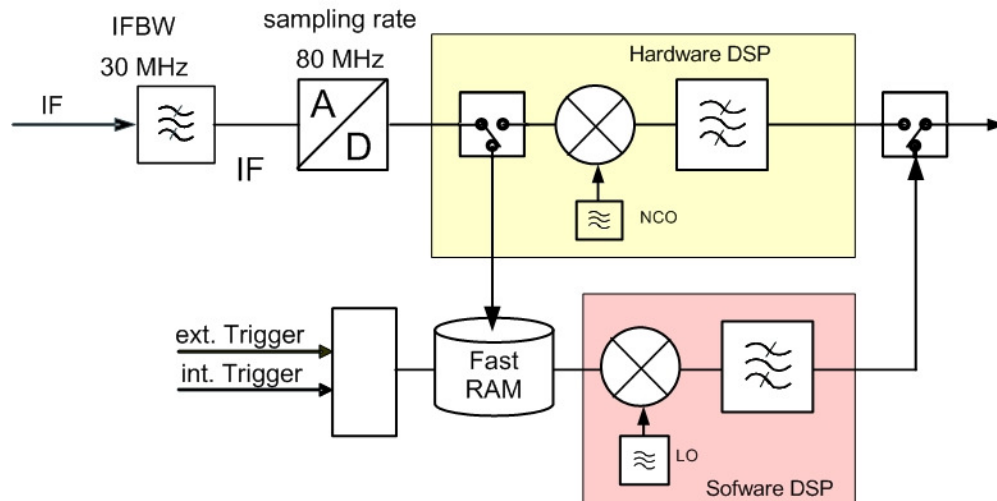 IFBW
30 MHz
sampling rate
80 MHz
Hardware DSP
IF
A
D
IF
NCO
ext. Trigger
int. Trigger
Fast
RAM
LO
Sofware DSP